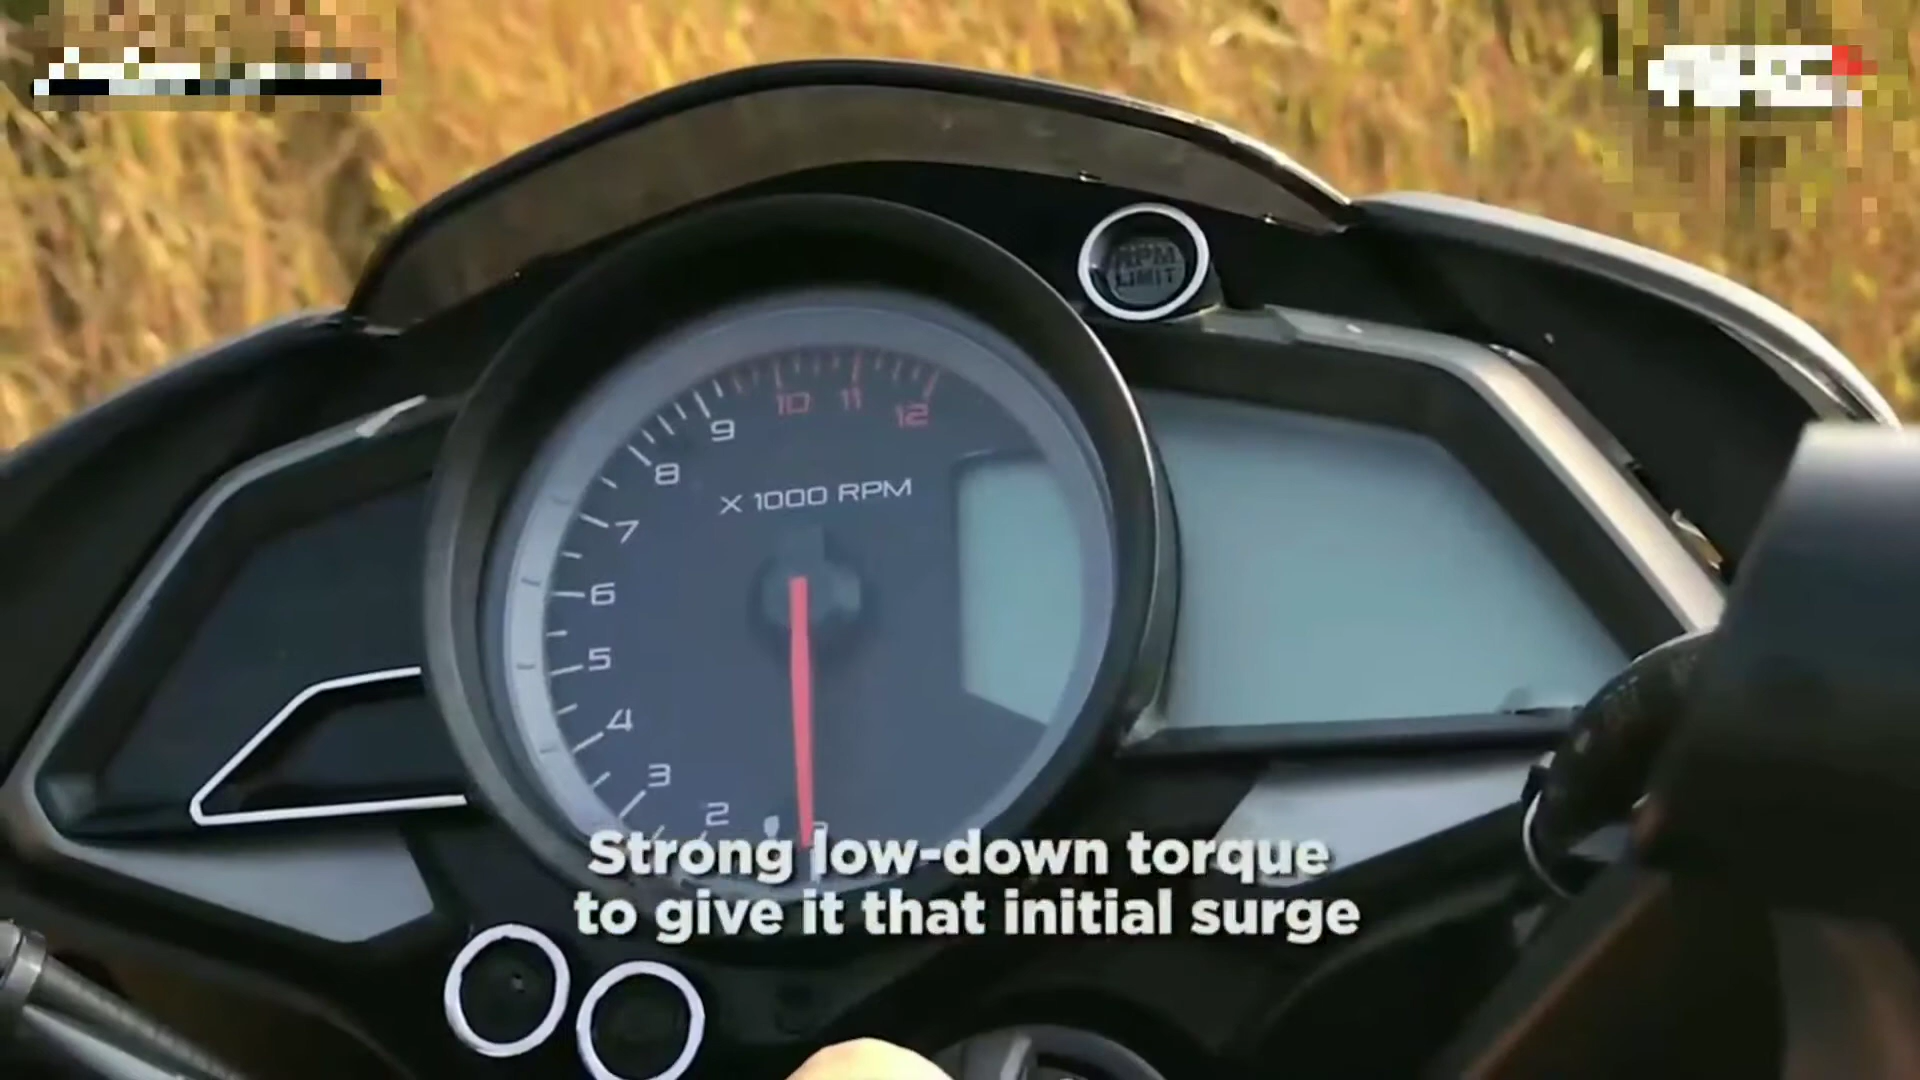 RPM
LIMIT
10 11 12
9
8
X 1000 RPM
7
6
5
4
3
2
Strong low-down torque
to give it that initial surge